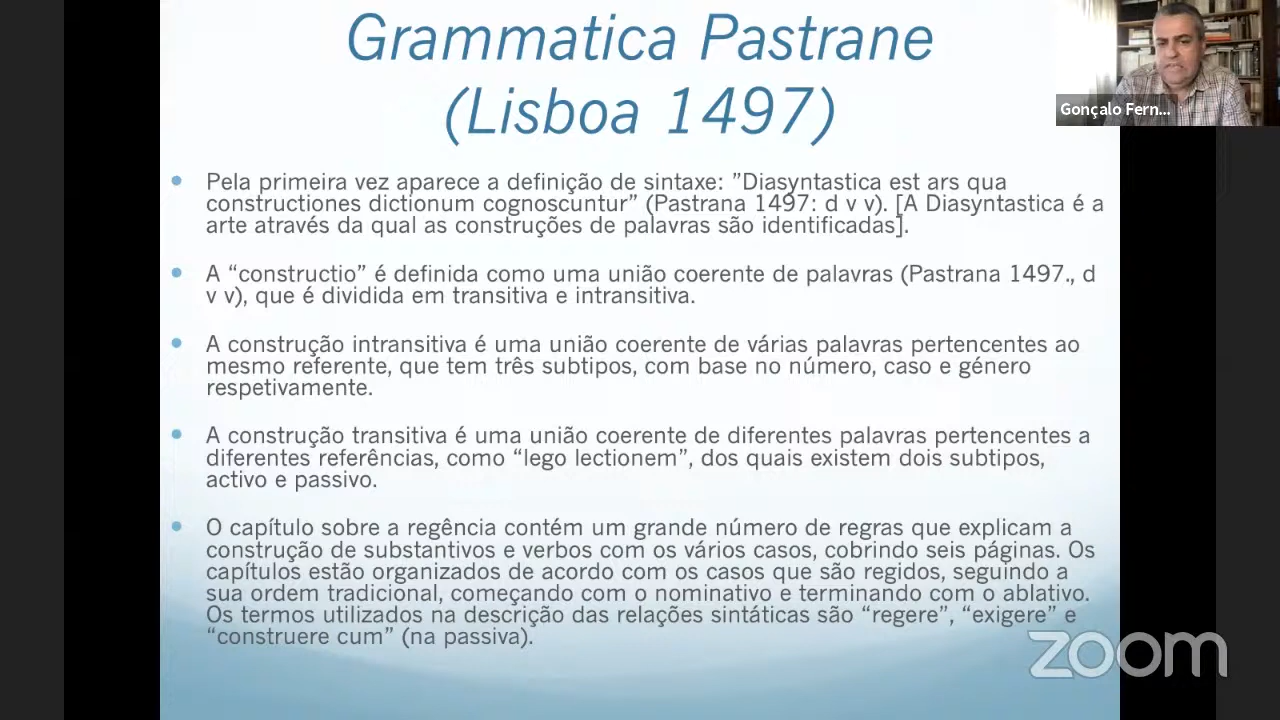 Grammatica Pastrane
(Lisboa 1497)
Gonçalo Fern...
• Pela primeira vez aparece a definição de sintaxe: ”Diasyntastica est ars qua
constructiones dictionum cognoscuntur” (Pastrana 1497: d v v). [A Diasyntastica é a
arte através da qual as construções de palavras são identificadas].
• A “constructio” é definida como uma união coerente de palavras (Pastrana 1497., d
v v), que é dividida em transitiva e intransitiva.
• A construção intransitiva é uma união coerente de várias palavras pertencentes ao
mesmo referente, que tem três subtipos, com base no número, caso e género
respetivamente.
• A construção transitiva é uma união coerente de diferentes palavras pertencentes a
diferentes referências, como “lego lectionem”, dos quais existem dois subtipos,
activo e passivo.
• O capítulo sobre a regência contém um grande número de regras que explicam a
construção de substantivos e verbos com os vários casos, cobrindo seis páginas. Os
capítulos estão organizados de acordo com os casos que são regidos, seguindo a
sua ordem tradicional, começando com o nominativo e terminando com o ablativo.
Os termos utilizados na descrição das relações sintáticas são “regere”, “exigere” e
“construere cum” (na passiva).
zoom